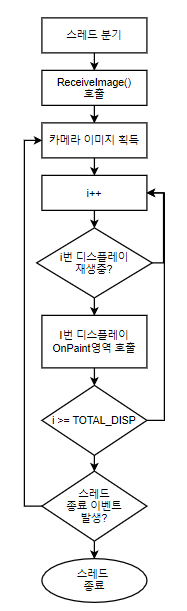 스레드 분기
ReceiveImage()
호출
카메라 이미지 획득
i++
i번 디스플레이
재생중?
I번 디스플레이
OnPaint영역 호출
i >= TOTAL_DISP
스레드
종료 이벤트
발생?
스레드
종료